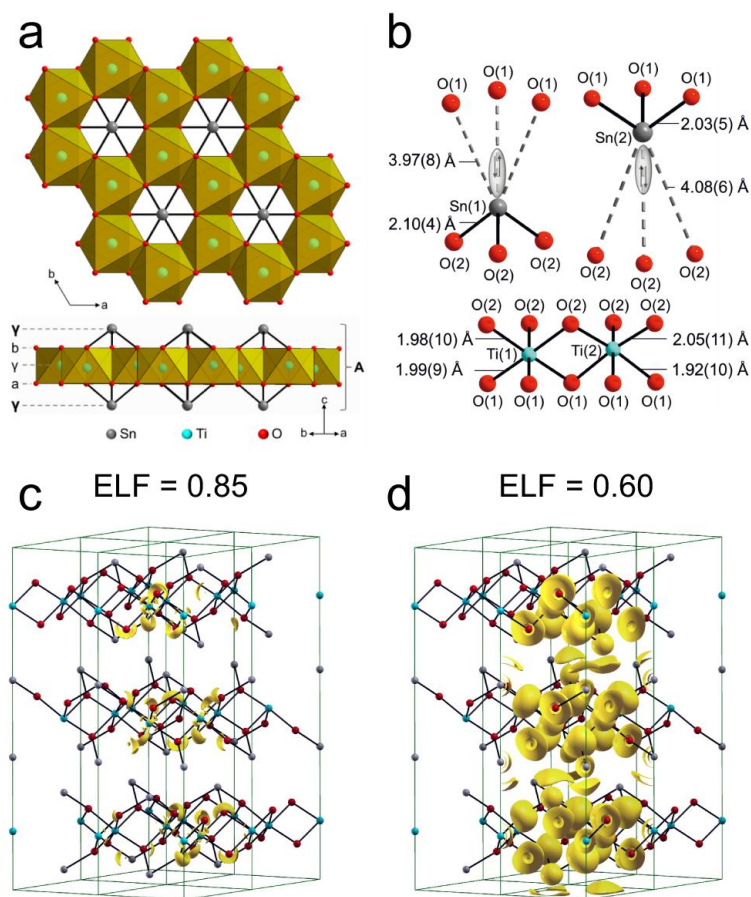 a
b
a
γ
b
γ
a
γ
A
c
b
a
Sn
Ti
O
b
O(1)
O(1)
O(1)
3.97(8) Å
Sn(1)
2.10(4) Å
O(2)
O(2)
O(2)
O(1)
O(1)
O(1)
Sn(2)
2.03(5) Å
4.08(6) Å
O(2)
O(2)
O(2)
O(2) O(2) O(2) O(2) O(2)
1.98(10) Å
Ti(1)
Ti(2)
2.05(11) Å
1.99(9) Å
1.92(10) Å
O(1) O(1) O(1) O(1) O(1)
c
ELF = 0.85
d
ELF = 0.60